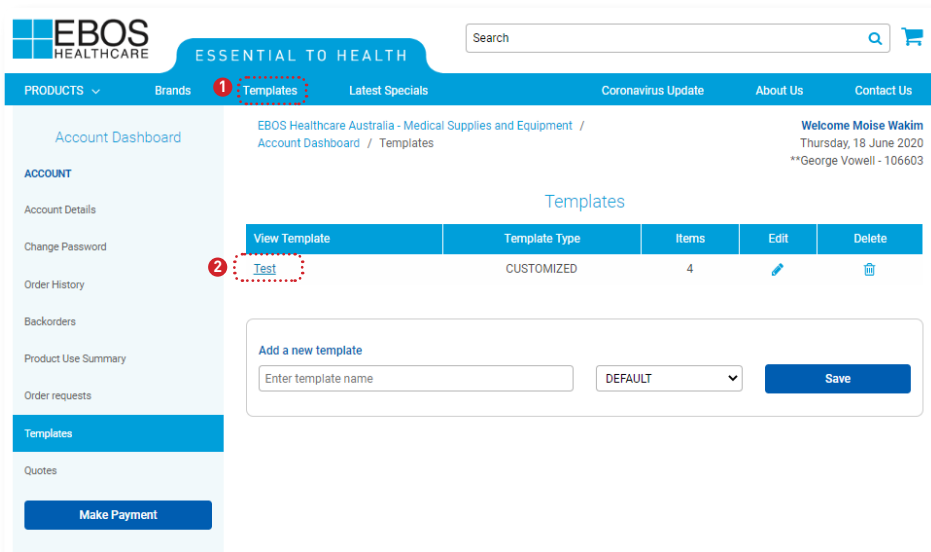 EBOS
HEALTHCARE
ESSENTIAL TO HEALTH
Search
PRODUCTS Brands 1 Templates Latest Specials Coronavirus Update About Us Contact Us
Account Dashboard
ACCOUNT
Account Details
Change Password
Order History
Backorders
Product Use Summary
Order requests
Templates
Quotes
Make Payment
EBOS Healthcare Australia - Medical Supplies and Equipment /
Account Dashboard / Templates
Welcome Moise Wakim
Thursday, 18 June 2020
**George Vowell - 106603
Templates
View Template Template Type Items Edit Delete
2 Test CUSTOMIZED 4
Add a new template
Enter template name DEFAULT Save